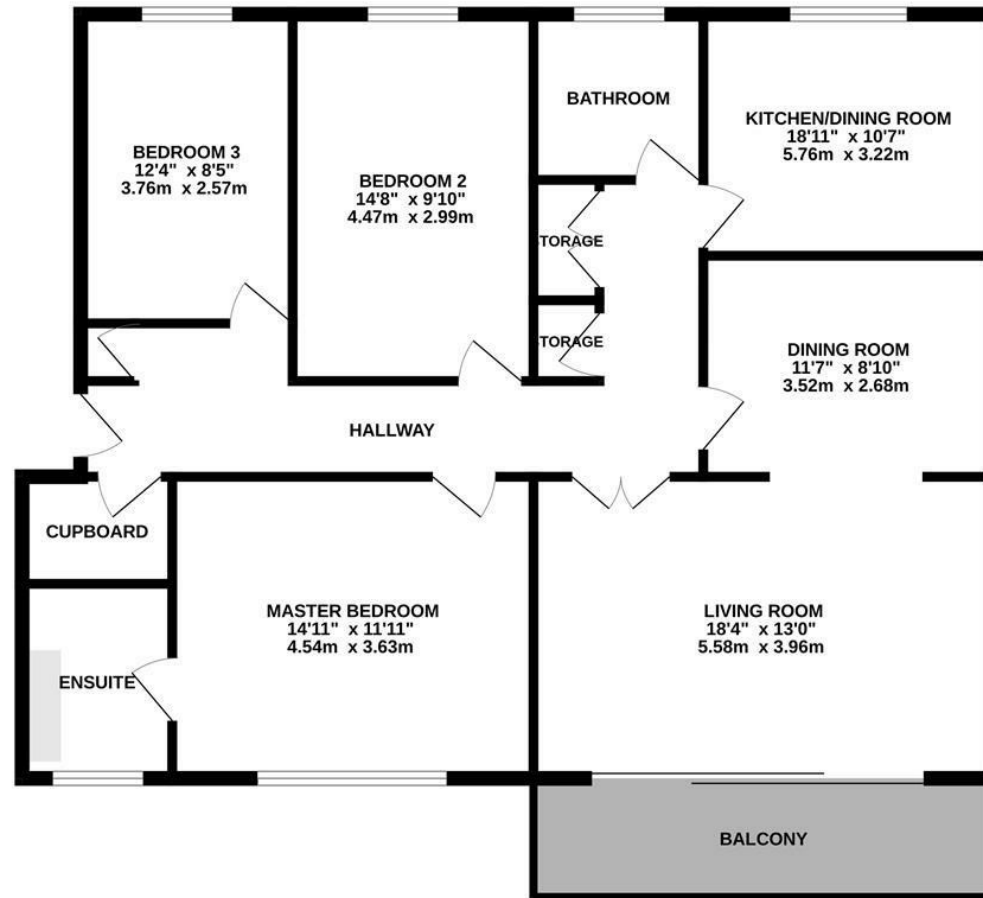 BATHROOM
KITCHEN/DINING ROOM
18'11" x 10'7"
5.76m x 3.22m
BEDROOM 3
12'4" x 8'5"
3.76m x 2.57m
BEDROOM 2
14'8" x 9'10"
4.47m x 2.99m
STORAGE
STORAGE
DINING ROOM
11'7" x 8'10"
3.52m x 2.68m
HALLWAY
CUPBOARD
MASTER BEDROOM
14'11" x 11'11"
4.54m x 3.63m
LIVING ROOM
18'4" x 13'0"
5.58m x 3.96m
ENSUITE
BALCONY